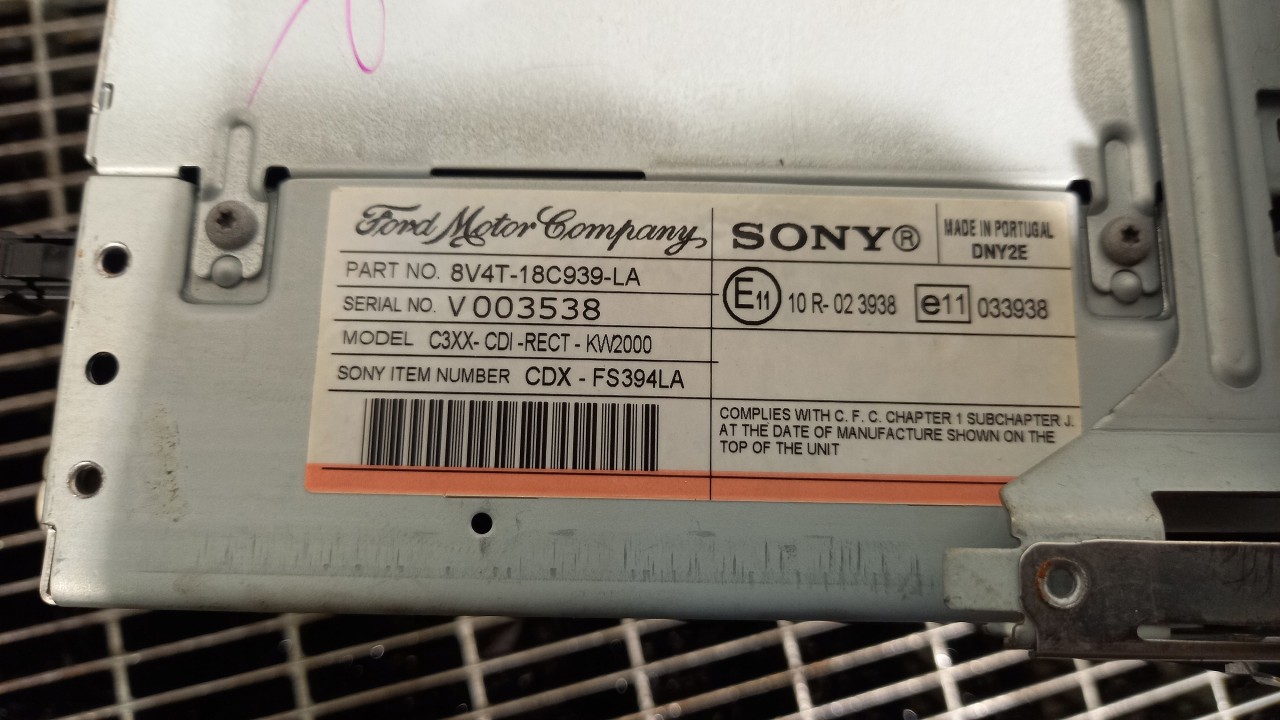 Ford Motor Company
PART NO. 8V4T-18C939-LA
SERIAL NO. V003538
MODEL C3XX- CDI -RECT - KW2000
SONY ITEM NUMBER CDX - FS394LA
SONY®
MADE IN PORTUGAL
DNY2E
E11 10 R- 02 3938 e11 033938
COMPLIES WITH C. F. C. CHAPTER 1 SUBCHAPTER J.
AT THE DATE OF MANUFACTURE SHOWN ON THE
TOP OF THE UNIT